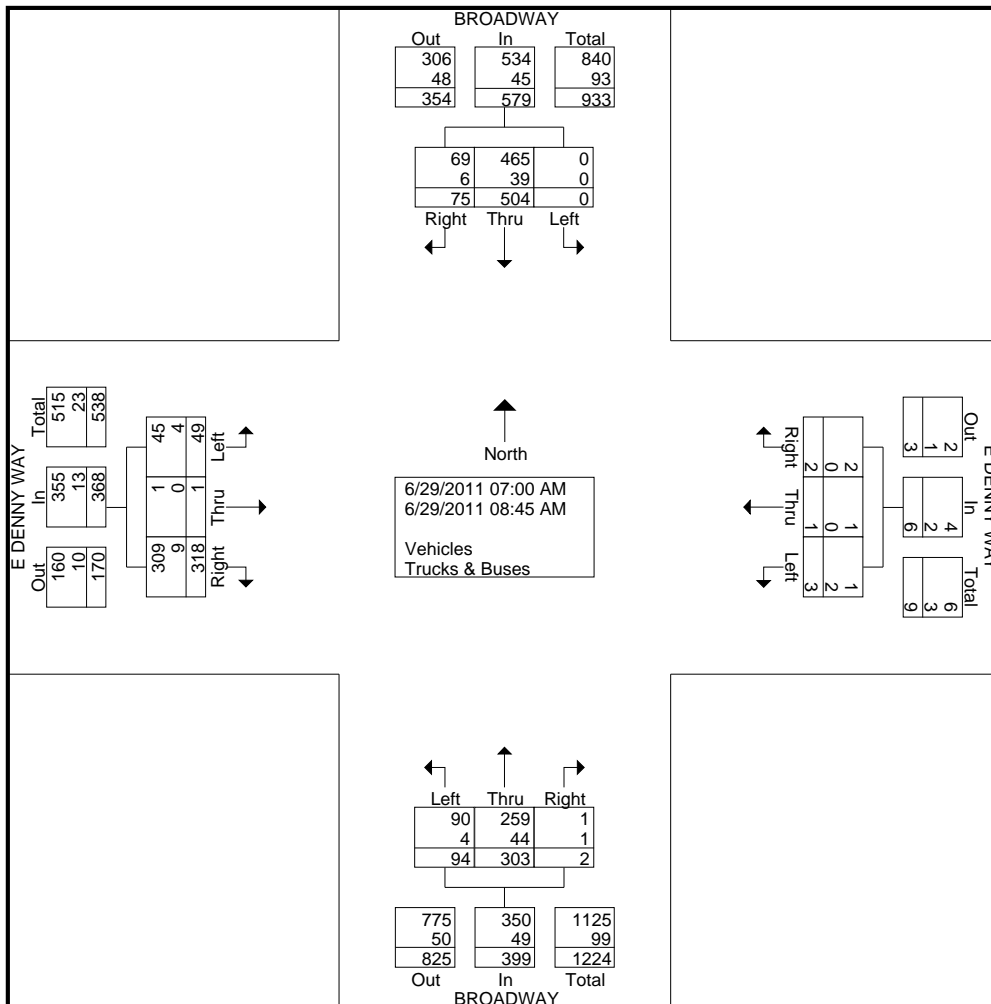 BROADWAY
Out In Total
306 534 840
48 45 93
354 579 933
69 465 0
6 39 0
75 504 0
Right Thru Left
E DENNY WAY
Out In Total
160 355 515
10 13 23
170 368 538
45 1 309
4 0 9
49 1 318
Left Thru Right
North
6/29/2011 07:00 AM
6/29/2011 08:45 AM
Vehicles
Trucks & Buses
Right Thru Left
2 1 1
0 0 2
2 1 3
Out In Total
2 4 6
1 2 3
3 6 9
E DENNY WAY
Left Thru Right
90 259 1
4 44 1
94 303 2
775 350 1125
50 49 99
825 399 1224
Out In Total
BROADWAY